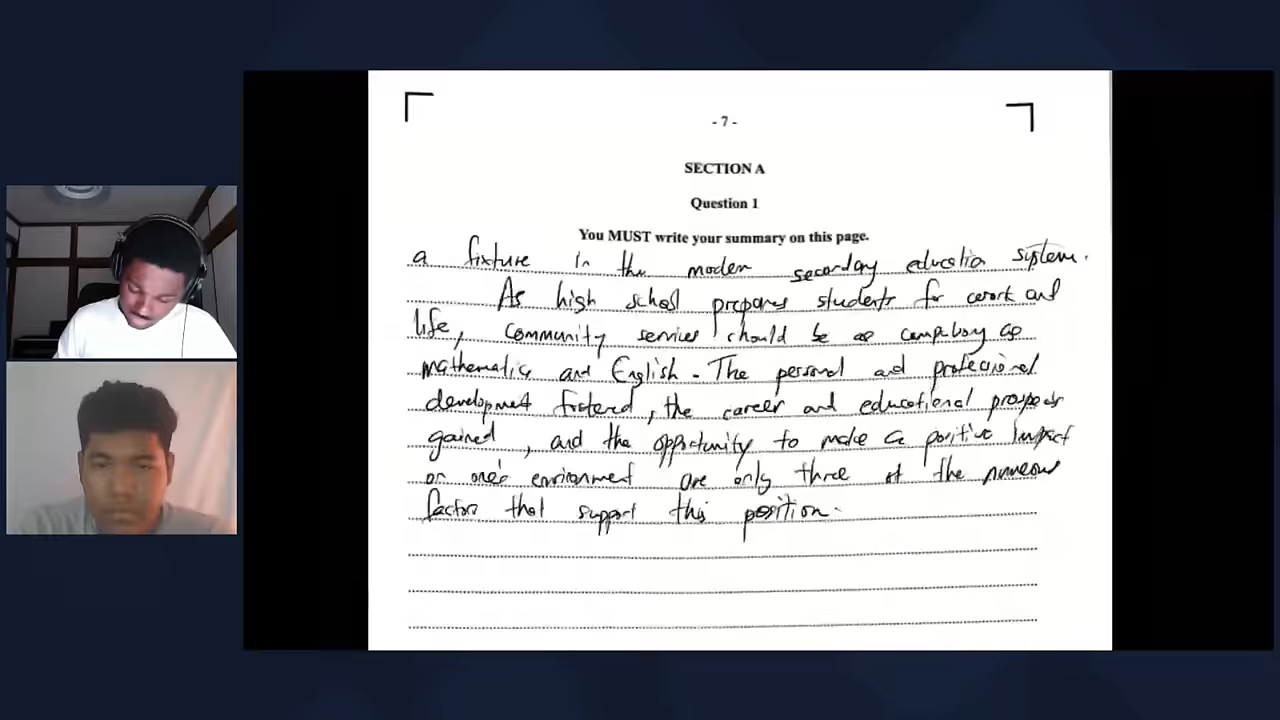 - 7 -
SECTION A
Question 1
You MUST write your summary on this page.
a fixture in the modern secondary education system.
As high school prepares students for work and
life, community services should be as compulsory as
mathematics and English. The personal and professional
development fostered, the career and educational prospects
gained, and the opportunity to make a positive impact
on one's environment are only three of the numerous
factors that support this position.